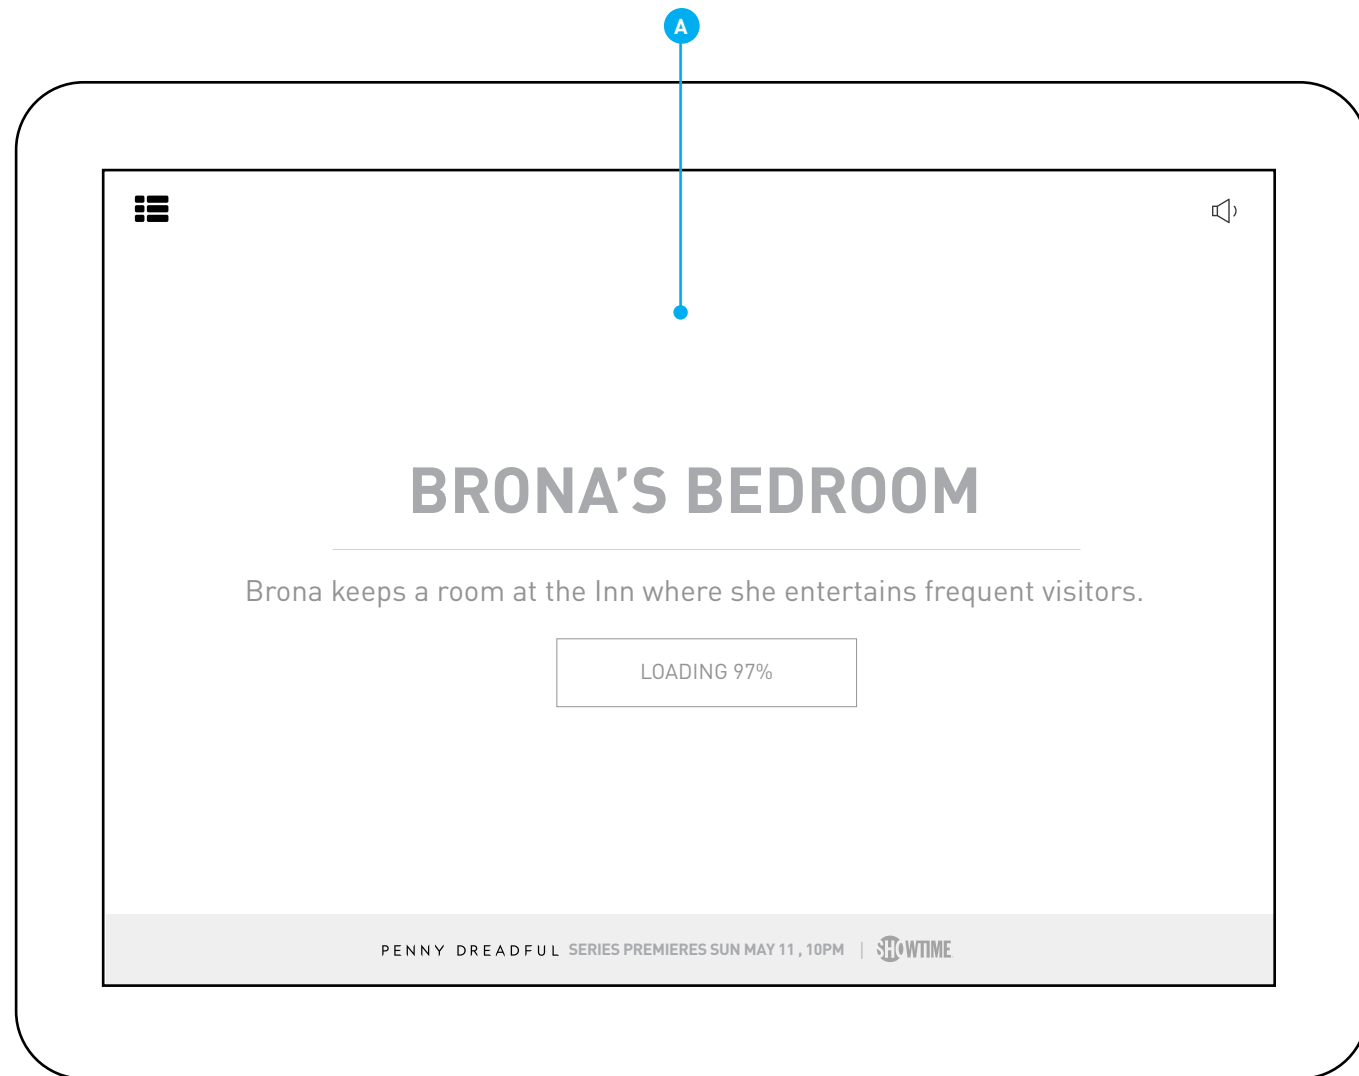 A
BRONA’S BEDROOM
Brona keeps a room at the Inn where she entertains frequent visitors.
LOADING 97%
PENNY DREADFUL SERIES PREMIERES SUN MAY 11 , 10PM | SHOWTIME